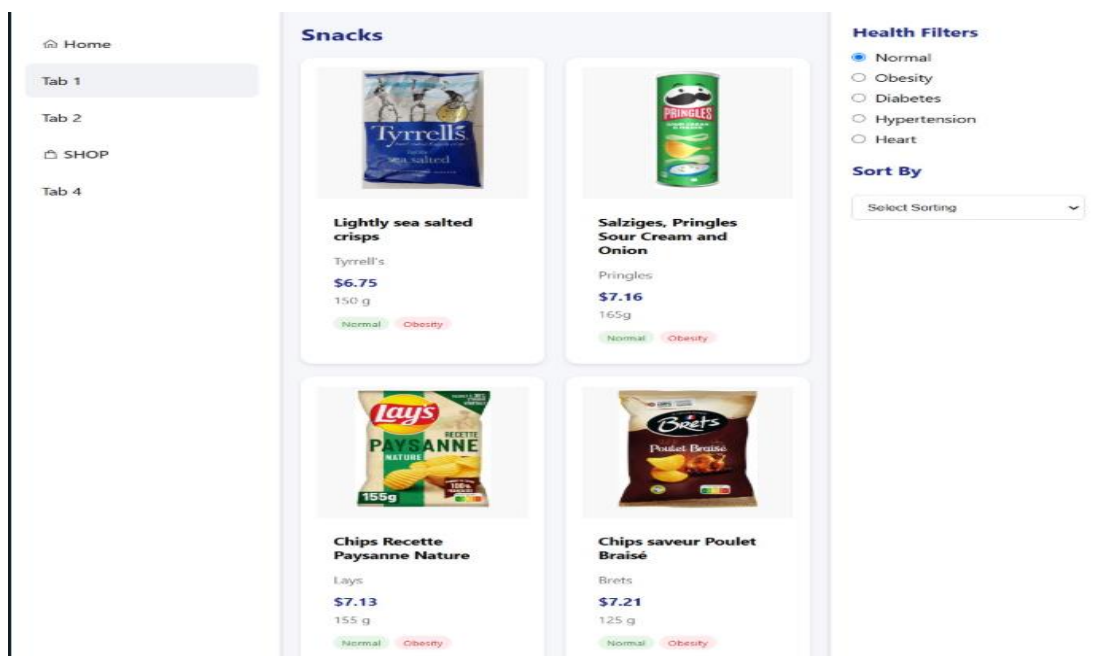 Home
Tab 1
Tab 2
SHOP
Tab 4
Snacks
Tyrrells
sea salted
Lightly sea salted
crisps
Tyrrell's
$6.75
150 g
Normal Obesity
PRINGLES
Salziges, Pringles
Sour Cream and
Onion
Pringles
$7.16
165g
Normal Obesity
Lay's
RECETTE
PAYSANNE
NATURE
100%
155g
Chips Recette
Paysanne Nature
Lays
$7.13
155 g
Normal Obesity
Brets
Poulet Braisé
Chips saveur Poulet
Braisé
Brets
$7.21
125 g
Normal Obesity
Health Filters
Normal
Obesity
Diabetes
Hypertension
Heart
Sort By
Select Sorting